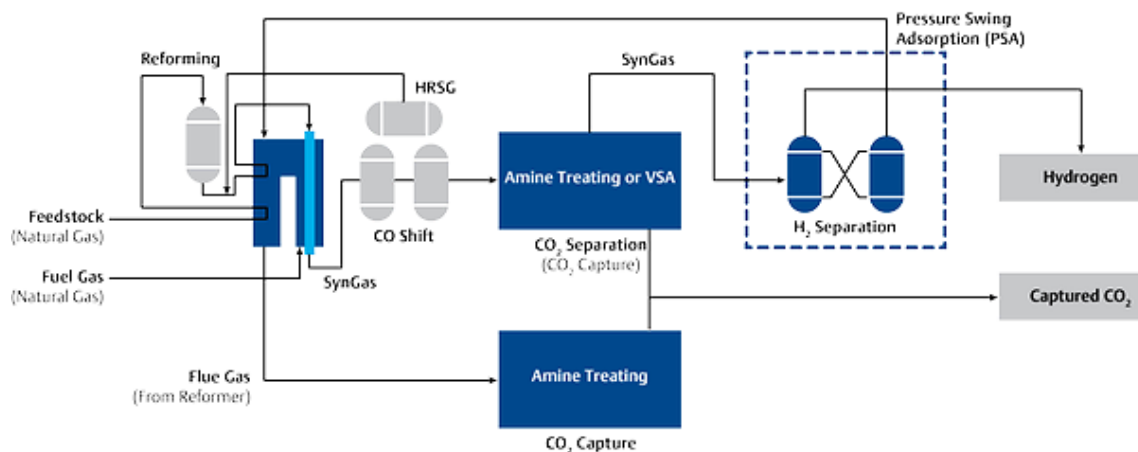 Pressure Swing
Adsorption (PSA)
Reforming
SynGas
HRSG
Amine Treating or VSA
Hydrogen
Feedstock
(Natural Gas)
CO Shift
H₂ Separation
CO₂ Separation
(CO₂ Capture)
Fuel Gas
(Natural Gas)
SynGas
Captured CO₂
Flue Gas
(From Reformer)
Amine Treating
CO₂ Capture